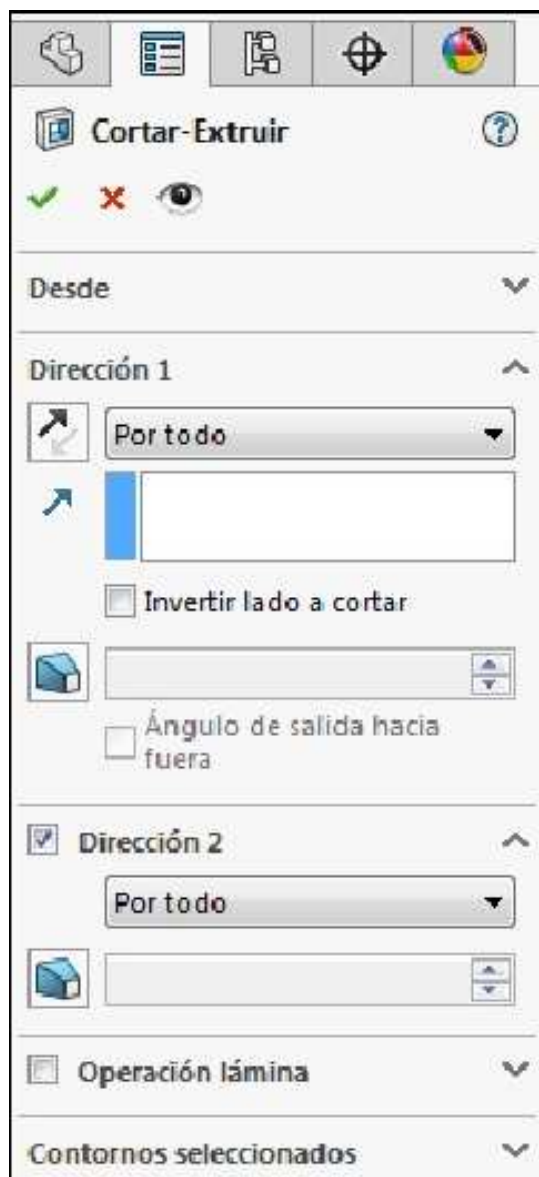 Cortar-Extruir
Desde
Dirección 1
Por todo
Invertir lado a cortar
Ángulo de salida hacia
fuera
Dirección 2
Por todo
Operación lámina
Contornos seleccionados